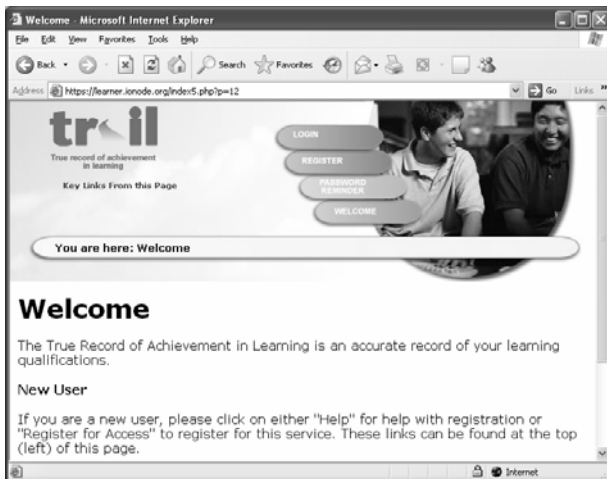 Welcome - Microsoft Internet Explorer
File Edit View Favorites Tools Help
Back Search Favorites
Address https://learner.ionode.org/index5.php?p=12 Go Links »
trail
True record of achievement
in learning
Key Links From this Page
LOGIN
REGISTER
PASSWORD
REMINDER
WELCOME
You are here: Welcome
Welcome
The True Record of Achievement in Learning is an accurate record of your learning
qualifications.
New User
If you are a new user, please click on either "Help" for help with registration or
"Register for Access" to register for this service. These links can be found at the top
(left) of this page.
Internet